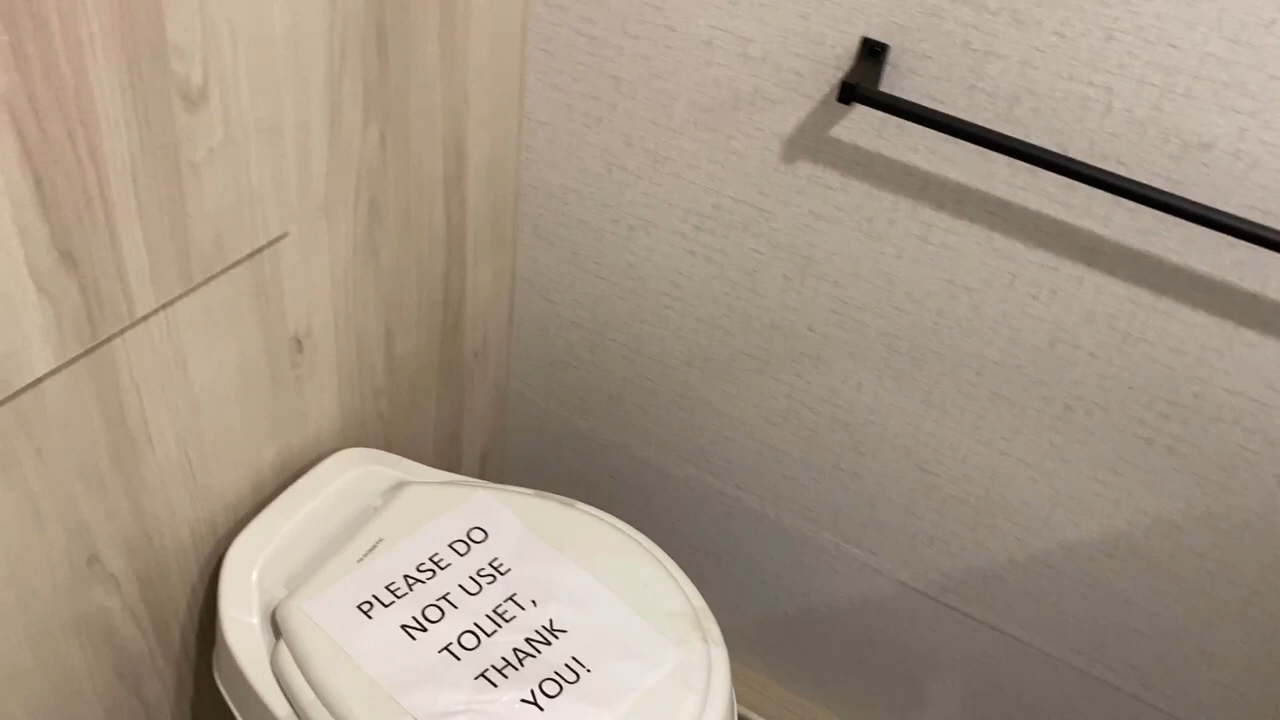 PLEASE DO
NOT USE
TOLIET,
THANK
YOU!